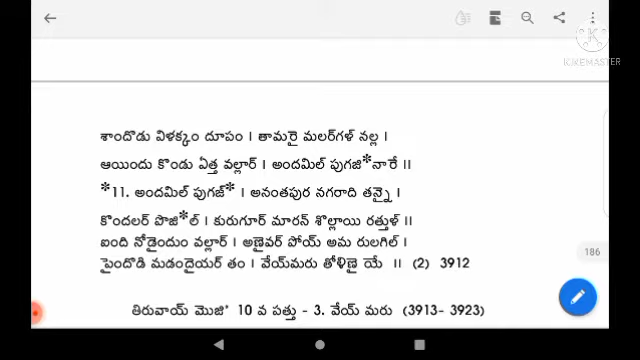 KINEMASTER
శాందొడు విళక్కం దూపం । తామరై మలర్గళ్ నల్ల ।
ఆయిందు కొండు ఏత్త వల్లార్ । అందమిల్ పుగజి*నారే ॥
*11. అందమిల్ పుగజ్* । అనంతపుర నగరాది తన్నై ।
కొందలర్ పొజి*ల్ । కురుగూర్ మారన్ శొల్లాయి రత్తుళ్ ।
ఐంది నోడైందుం వల్లార్ । అణైవర్ పోయ్ అమ రులగిల్ ।
పైందొడి మడందైయర్ తం । వేయ్‌మరు తోళిణై యే ॥ (2) 3912
186
తిరువాయ్ మొజి* 10 వ పత్తు - 3. వేయ్ మరు (3913- 3923)